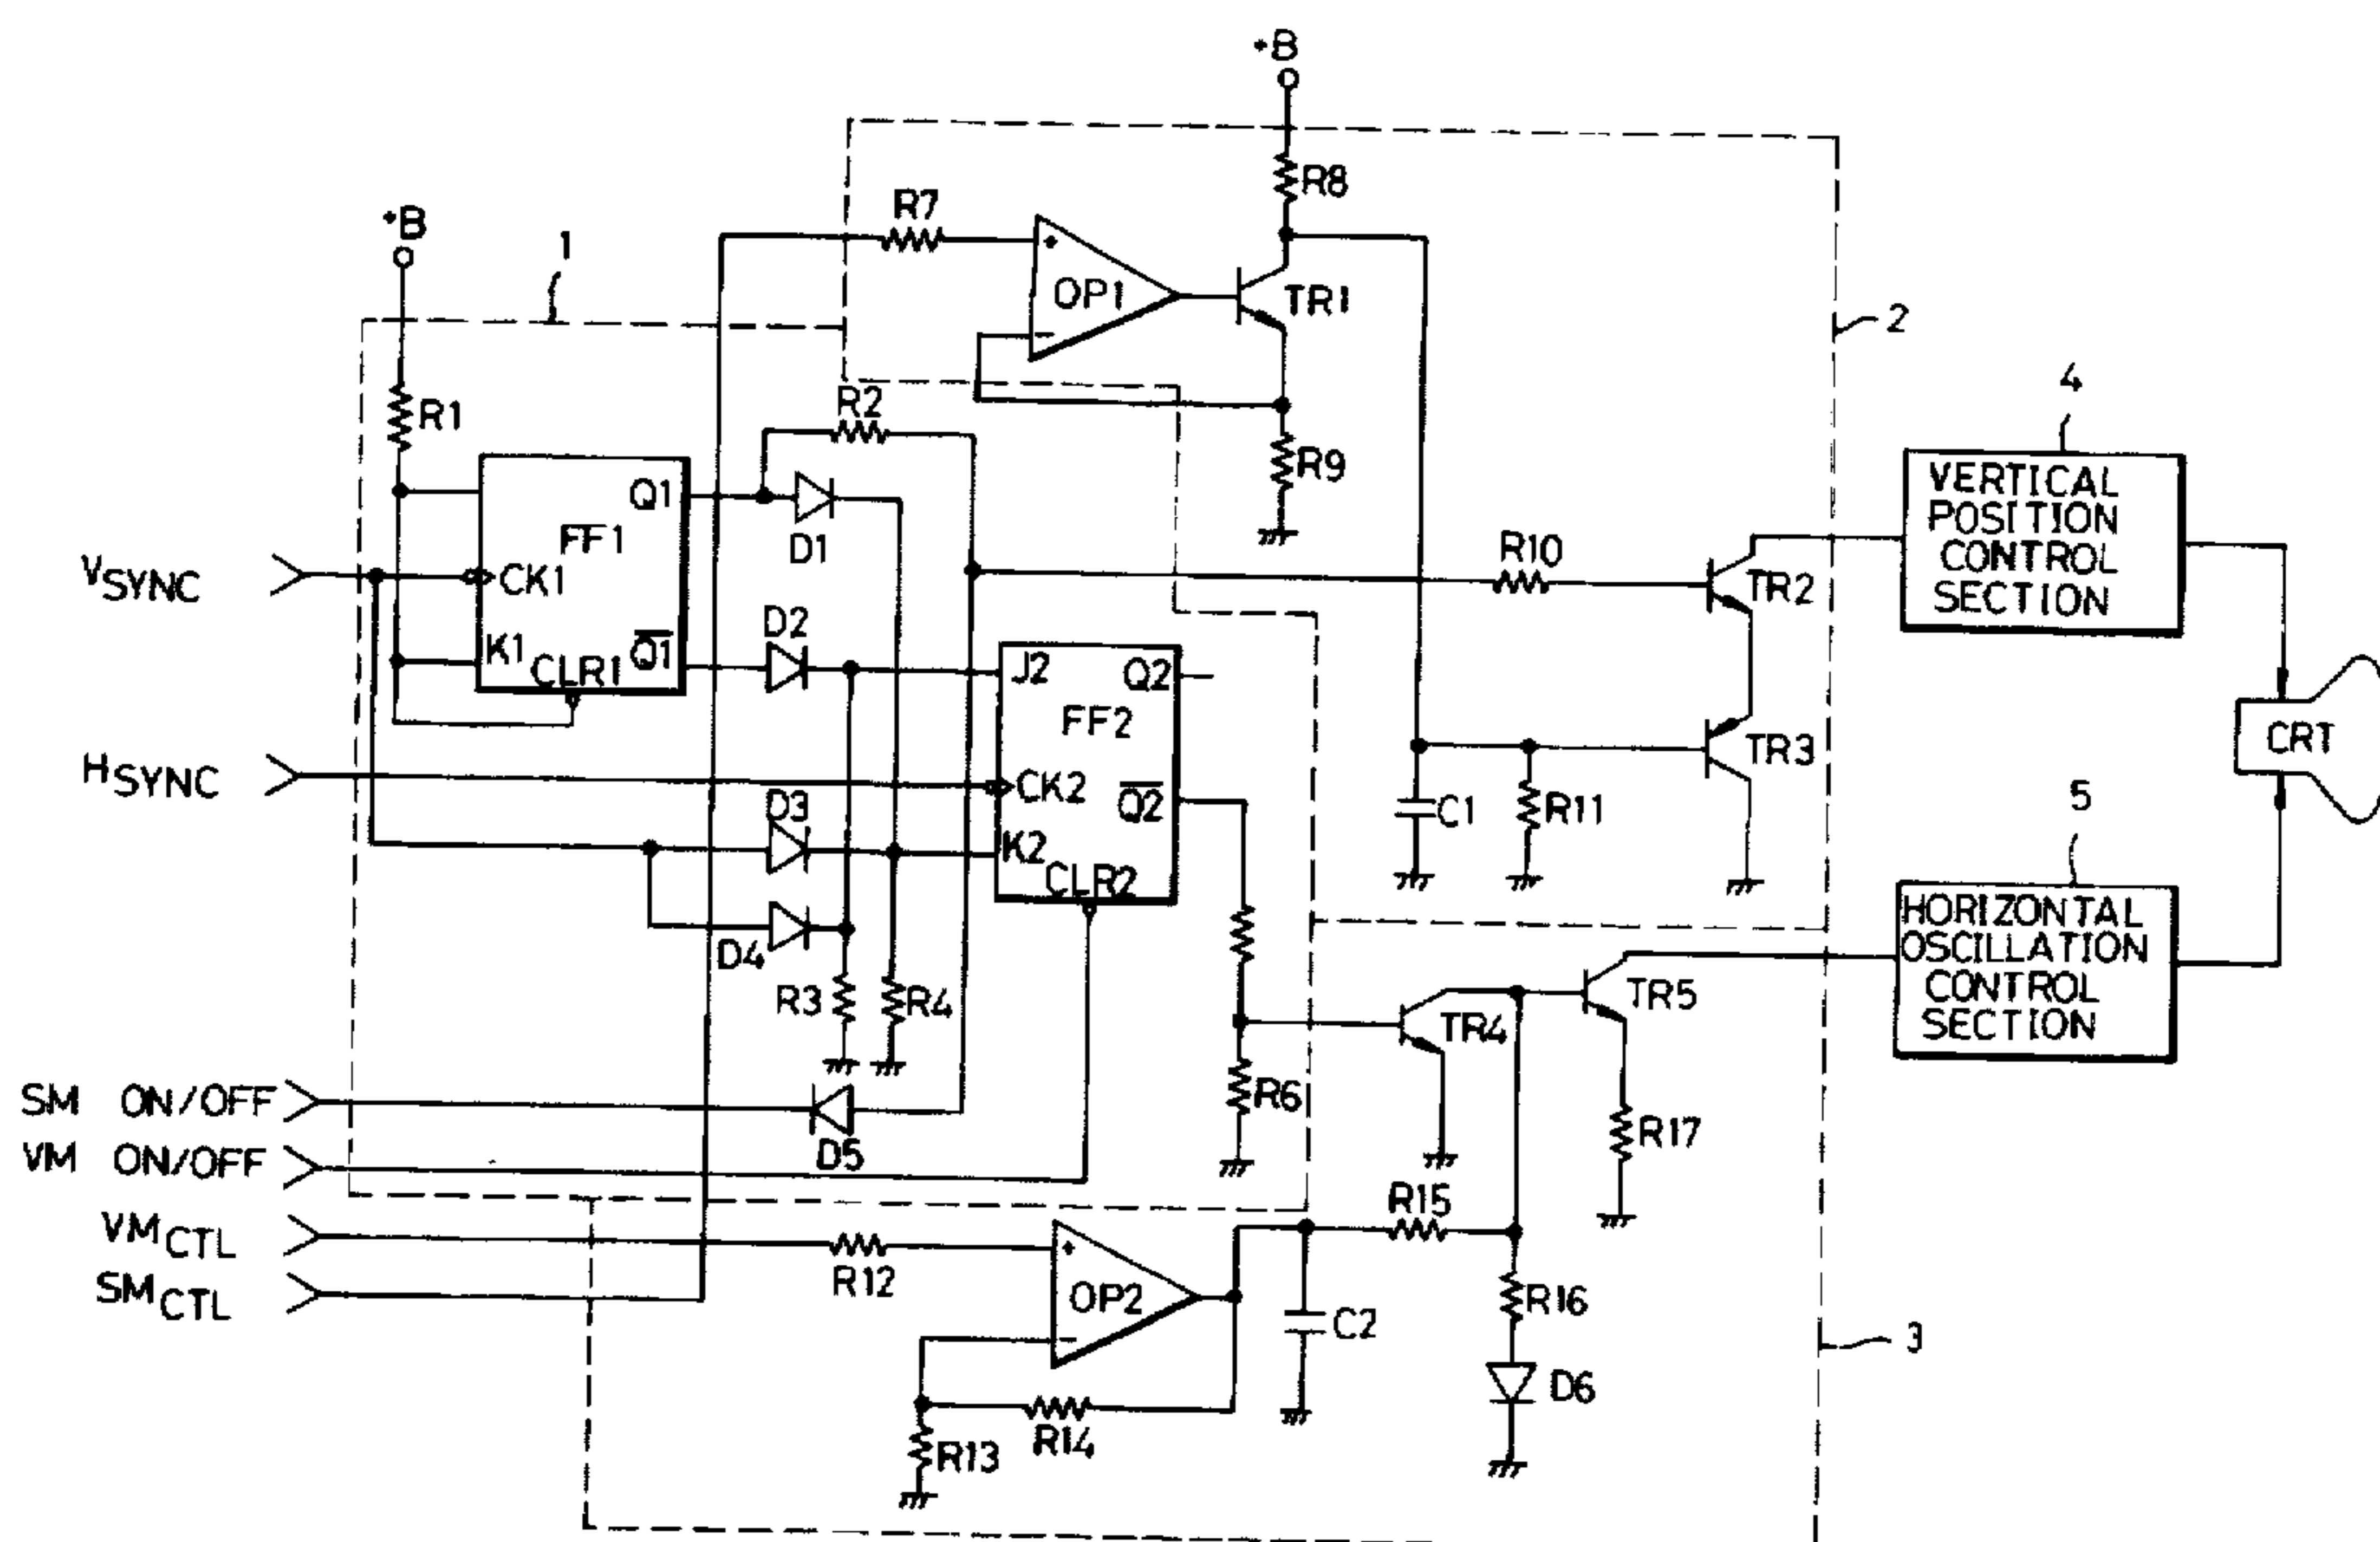 +B
+B
R8
R7
1
+
OP1
TR1
2
−
R1
R2
R9
4
VERTICAL
POSITION
CONTROL
SECTION
Q1
FF1
D1
R10
VSYNC
CK1
TR2
D2
K1
CLR1
Q1
J2
Q2
FF2
TR3
CRT
HSYNC
CK2
D3
Q2
C1
R11
5
K2
CLR2
D4
HORIZONTAL
OSCILLATION
CONTROL
SECTION
R3
R4
TR4
TR5
SM ON/OFF
R6
R17
VM ON/OFF
D5
R15
VMCTL
+
R12
SMCTL
OP2
C2
R16
−
3
D6
R14
R13